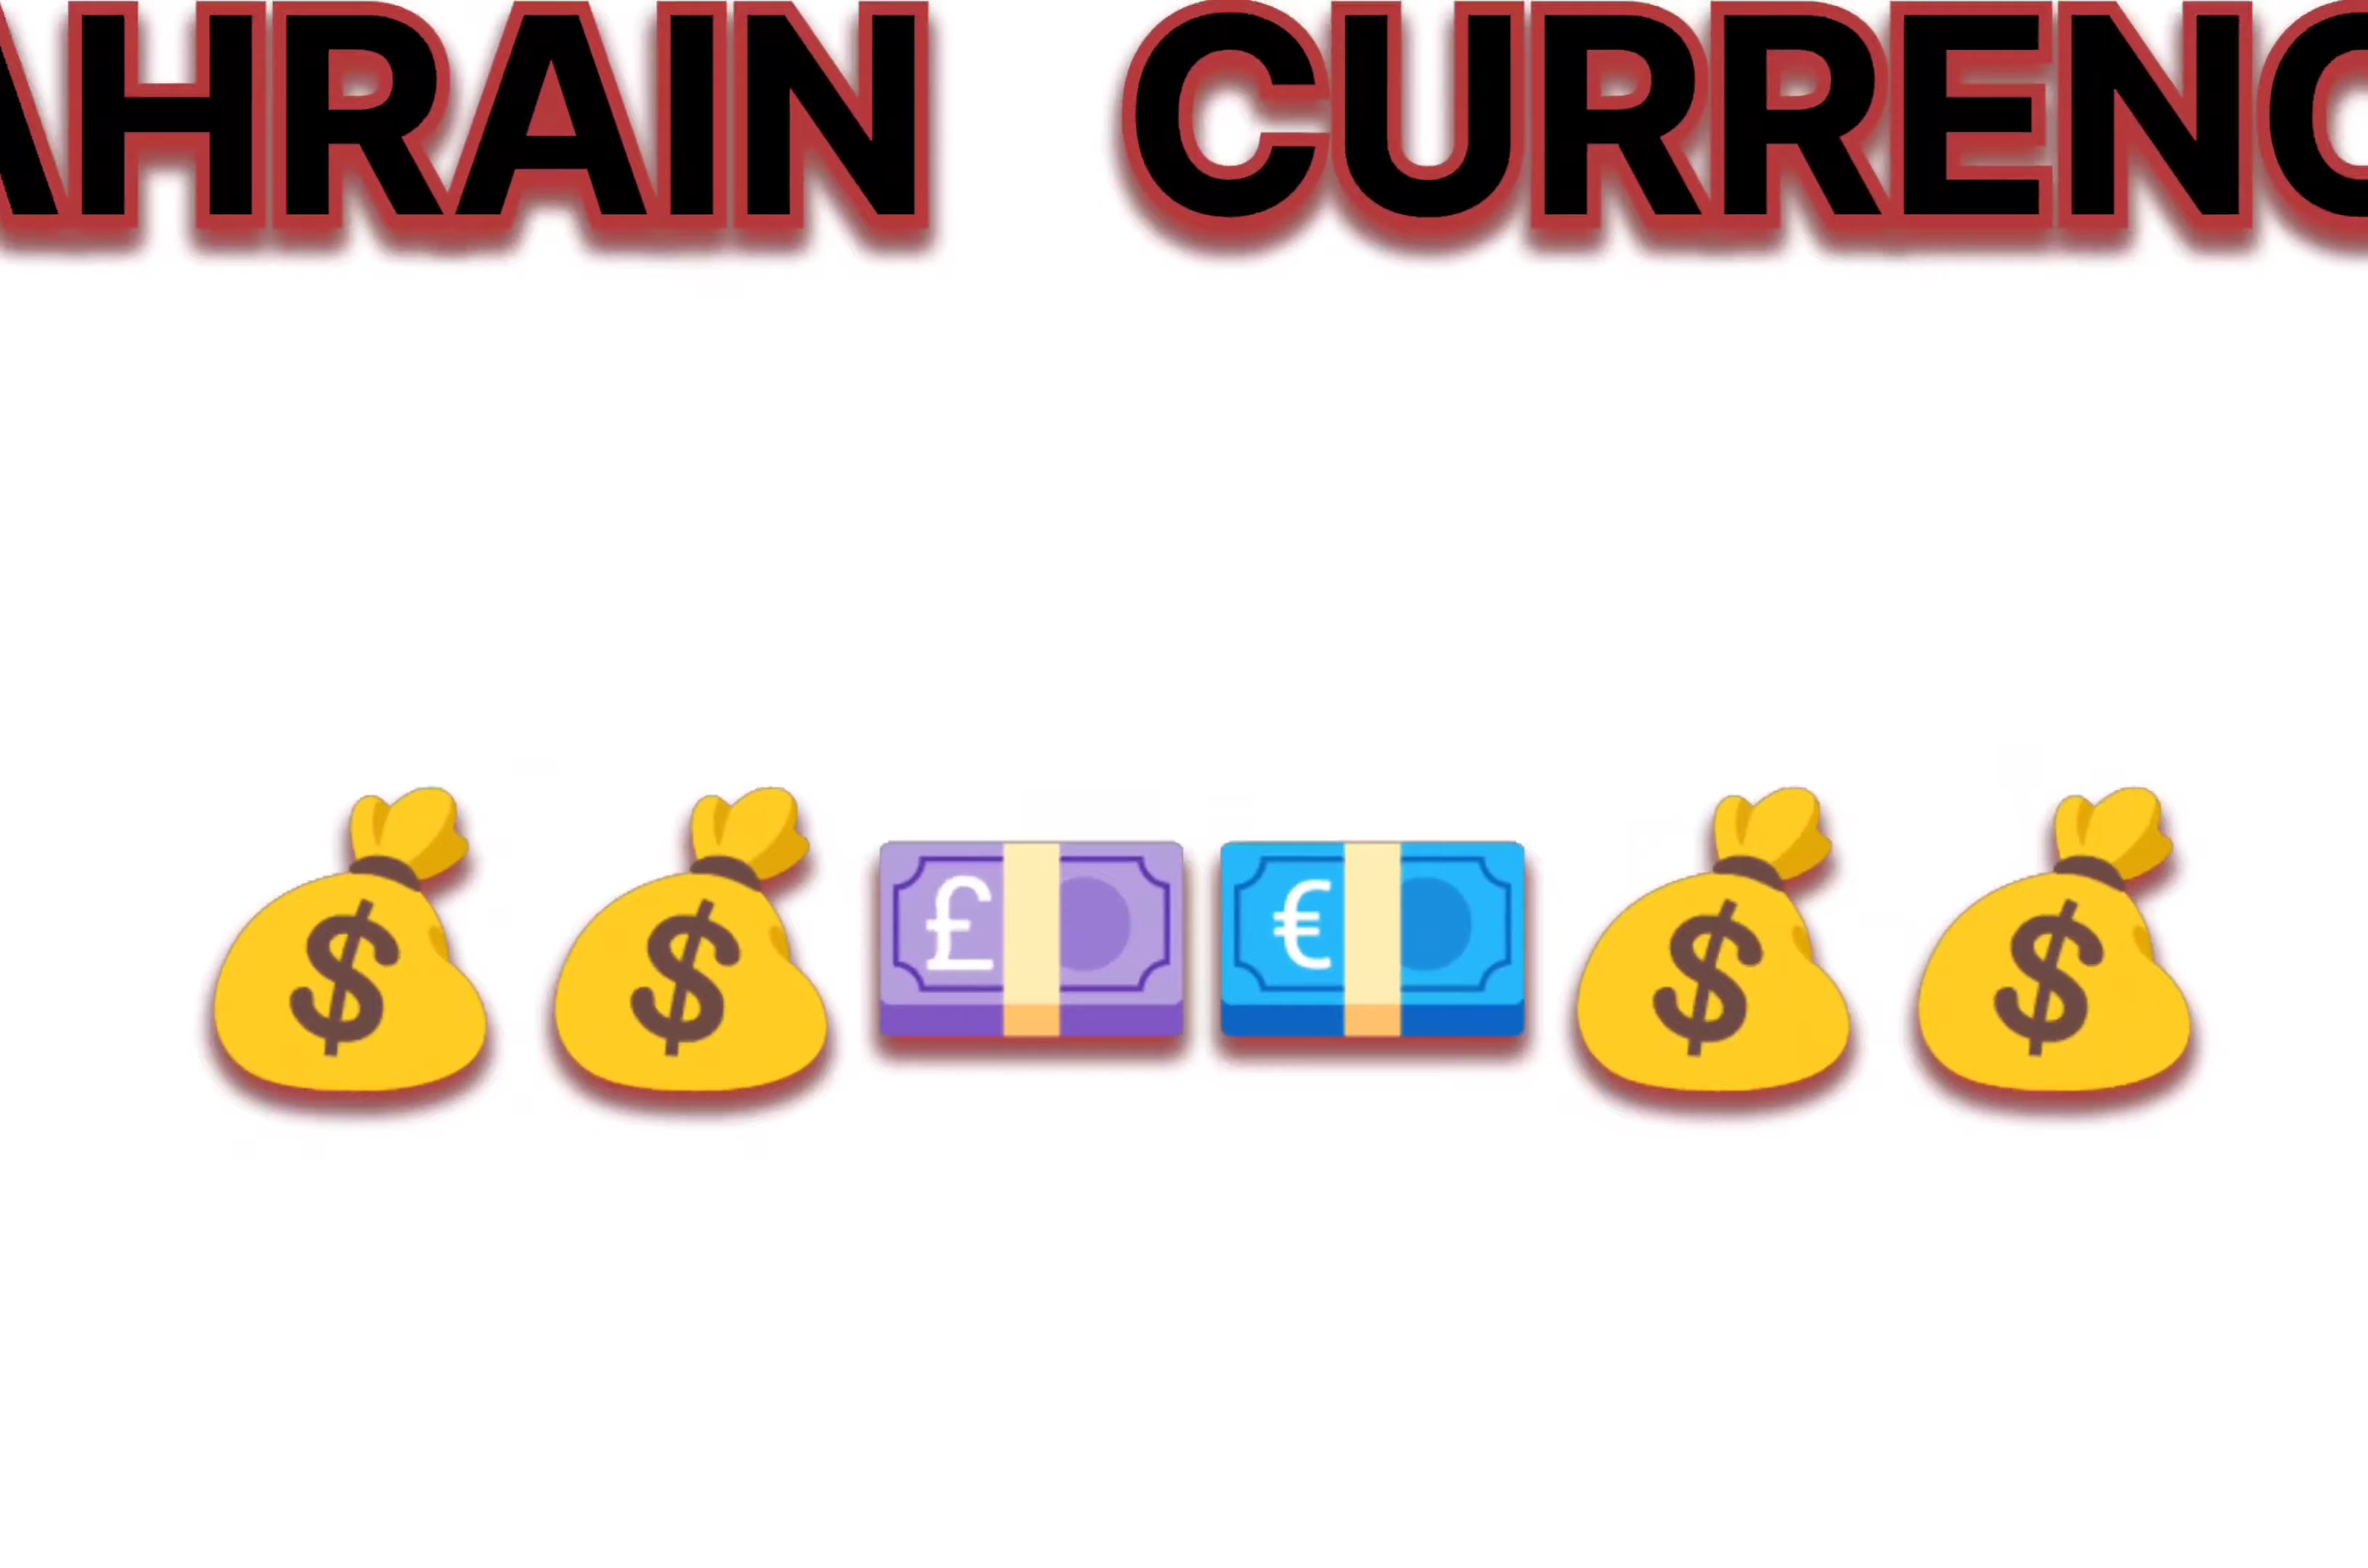 AHRAIN CURRENC
$ $ £ € $ $